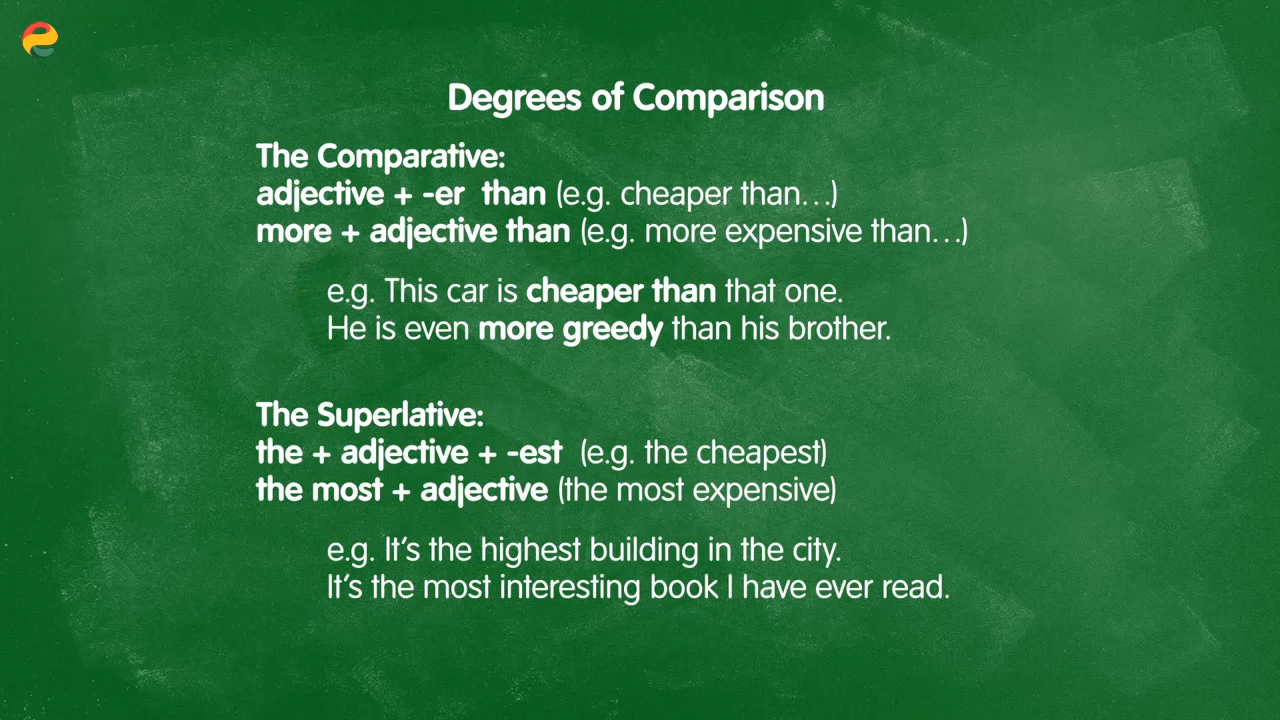 Degrees of Comparison
The Comparative:
adjective + -er than (e.g. cheaper than...)
more + adjective than (e.g. more expensive than...)
e.g. This car is cheaper than that one.
He is even more greedy than his brother.
The Superlative:
the + adjective + -est (e.g. the cheapest)
the most + adjective (the most expensive)
e.g. It's the highest building in the city.
It's the most interesting book I have ever read.